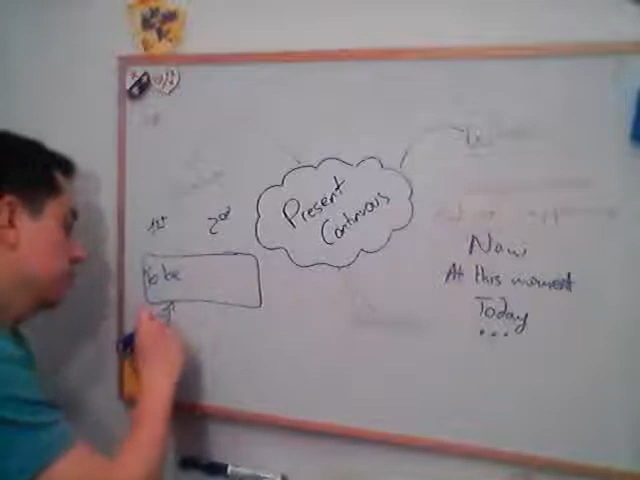 Present
Continuous
1st 2nd
To be
Now
At this moment
Today
...